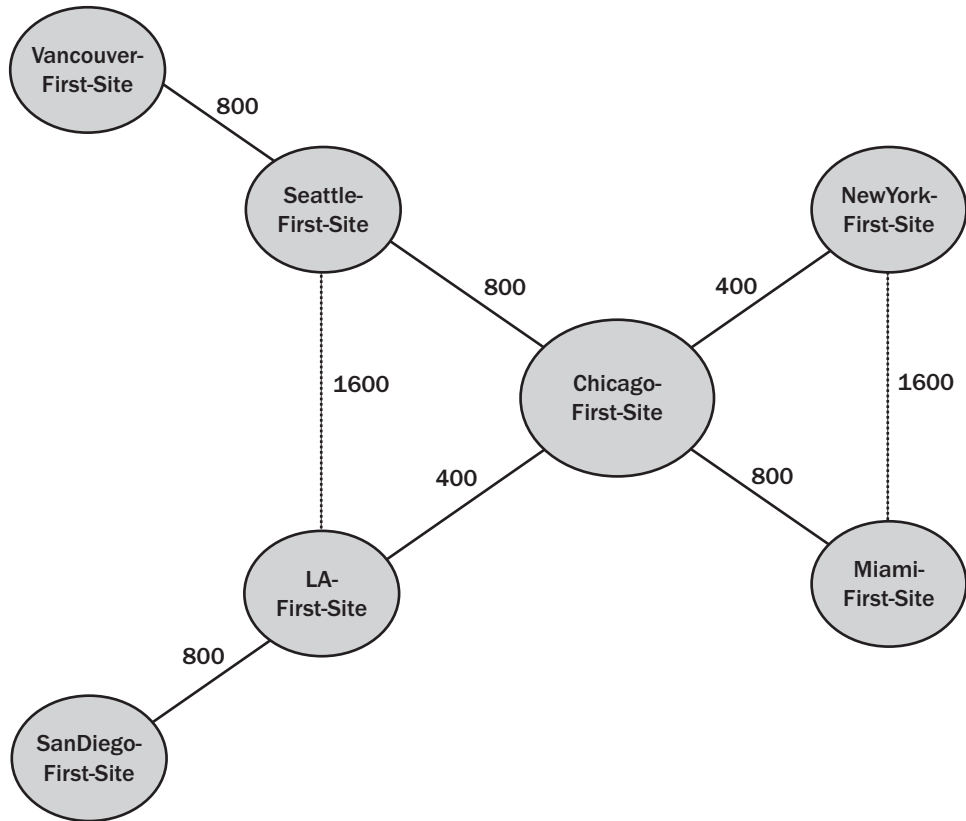 Vancouver-
First-Site
800
Seattle-
First-Site
NewYork-
First-Site
800
400
1600
Chicago-
First-Site
1600
400
800
LA-
First-Site
Miami-
First-Site
800
SanDiego-
First-Site